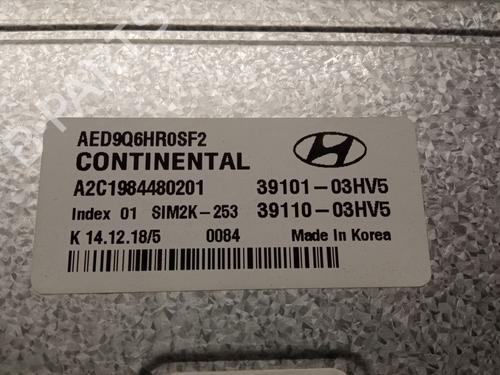 AED9Q6HR0SF2
CONTINENTAL
A2C1984480201 39101-03HV5
Index 01 SIM2K-253 39110-03HV5
K 14.12.18/5 0084 Made in Korea
B-PARTS